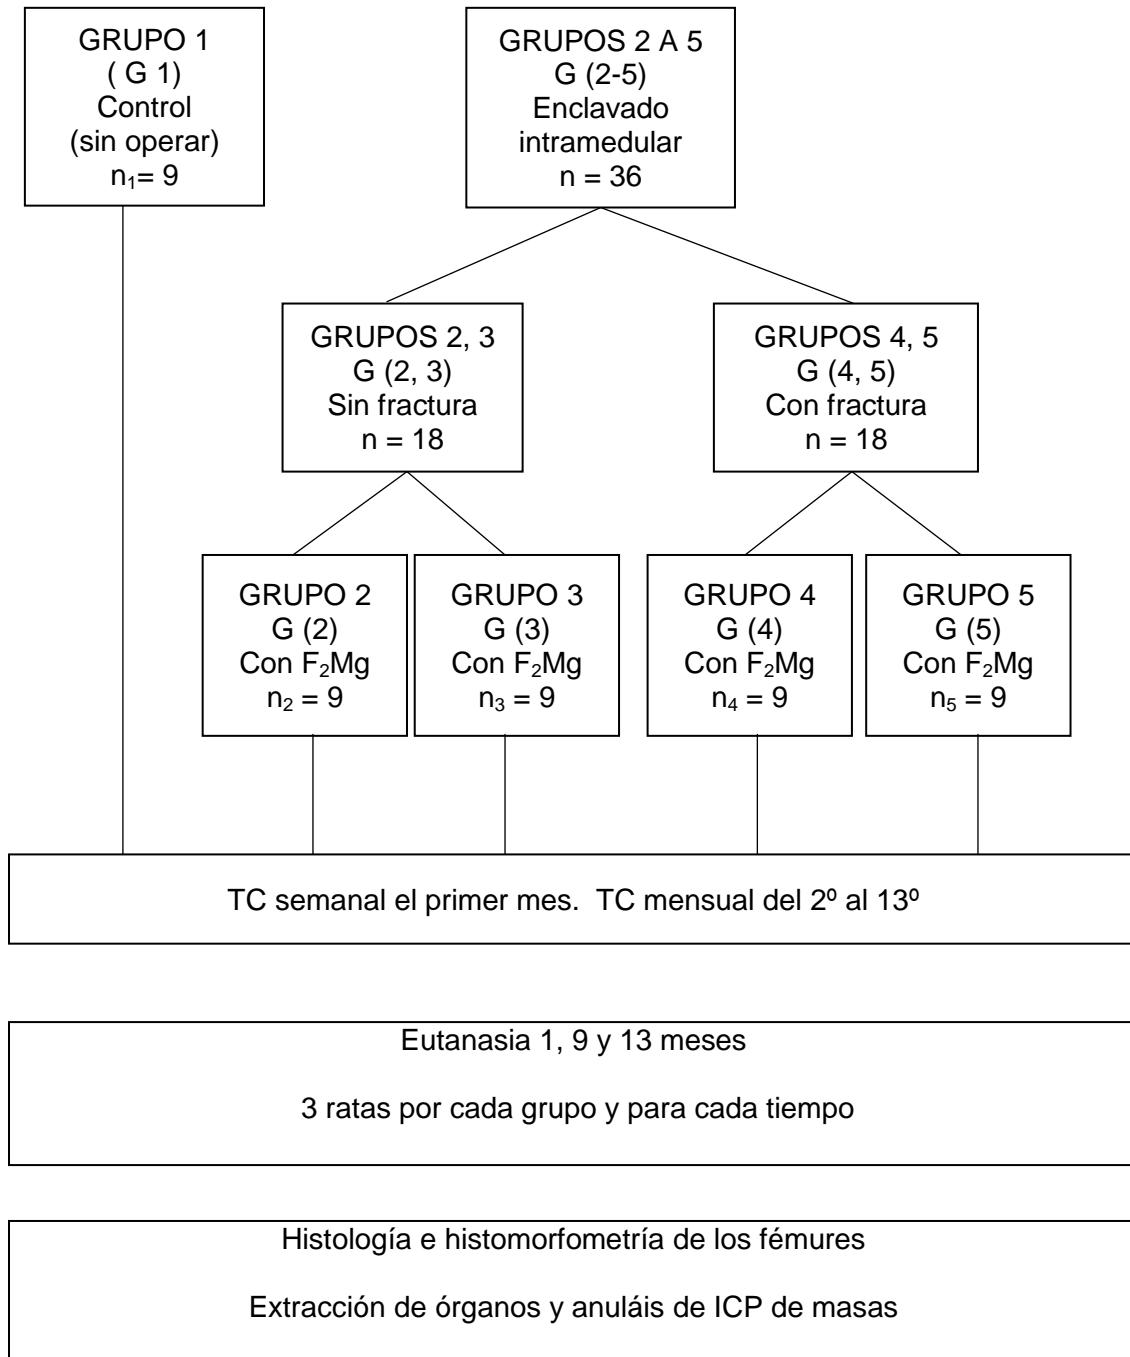 GRUPO 1
( G 1)
Control
(sin operar)
n₁= 9
GRUPOS 2 A 5
G (2-5)
Enclavado
intramedular
n = 36
GRUPOS 2, 3
G (2, 3)
Sin fractura
n = 18
GRUPOS 4, 5
G (4, 5)
Con fractura
n = 18
GRUPO 2
G (2)
Con F₂Mg
n₂ = 9
GRUPO 3
G (3)
Con F₂Mg
n₃ = 9
GRUPO 4
G (4)
Con F₂Mg
n₄ = 9
GRUPO 5
G (5)
Con F₂Mg
n₅ = 9
TC semanal el primer mes.  TC mensual del 2º al 13º
Eutanasia 1, 9 y 13 meses
3 ratas por cada grupo y para cada tiempo
Histología e histomorfometría de los fémures
Extracción de órganos y anuláis de ICP de masas